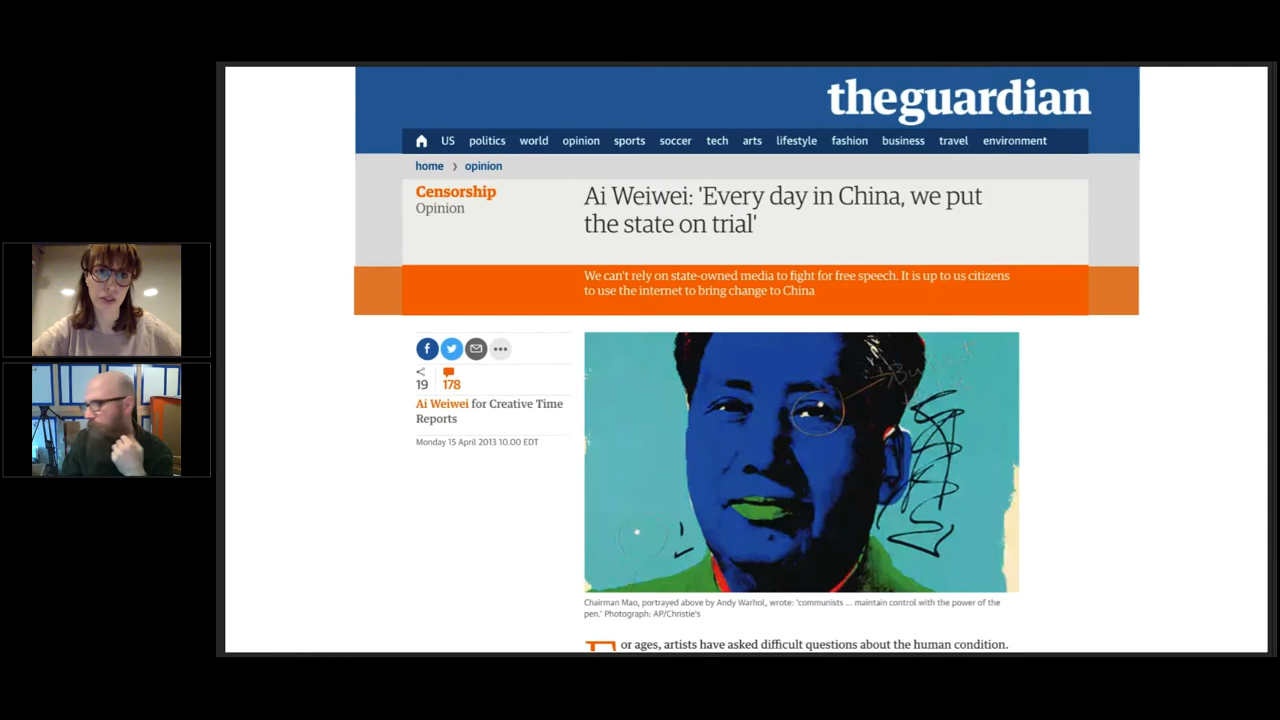 theguardian
US politics world opinion sports soccer tech arts lifestyle fashion business travel environment
home > opinion
Censorship
Opinion
Ai Weiwei: 'Every day in China, we put
the state on trial'
We can't rely on state-owned media to fight for free speech. It is up to us citizens
to use the internet to bring change to China
19 178
Ai Weiwei for Creative Time
Reports
Monday 15 April 2013 10.00 EDT
Chairman Mao, portrayed above by Andy Warhol, wrote: 'communists ... maintain control with the power of the
pen.' Photograph: AP/Christie's
or ages, artists have asked difficult questions about the human condition.